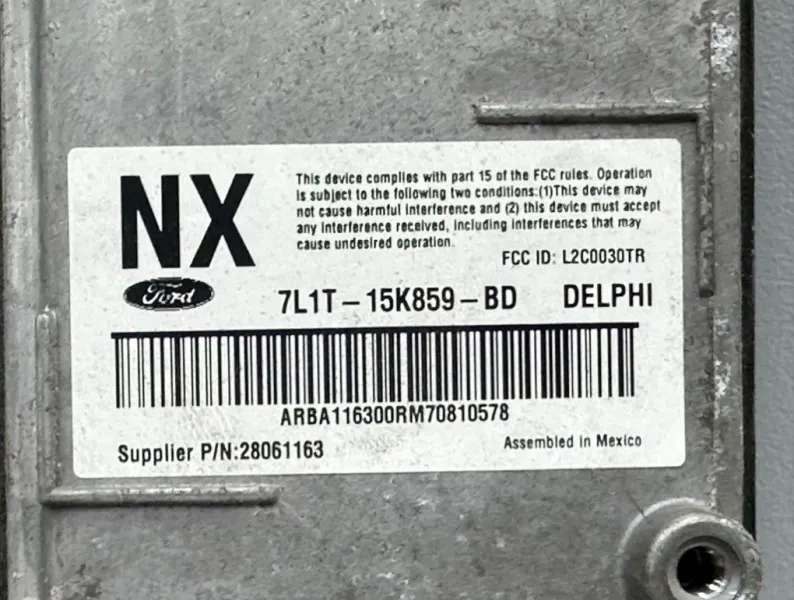 NX
This device complies with part 15 of the FCC rules. Operation
is subject to the following two conditions:(1)This device may
not cause harmful interference and (2) this device must accept
any interference received, including interferences that may
cause undesired operation.
FCC ID: L2C0030TR
Ford
7L1T-15K859-BD DELPHI
ARBA116300RM70810578
Supplier P/N:28061163
Assembled in Mexico